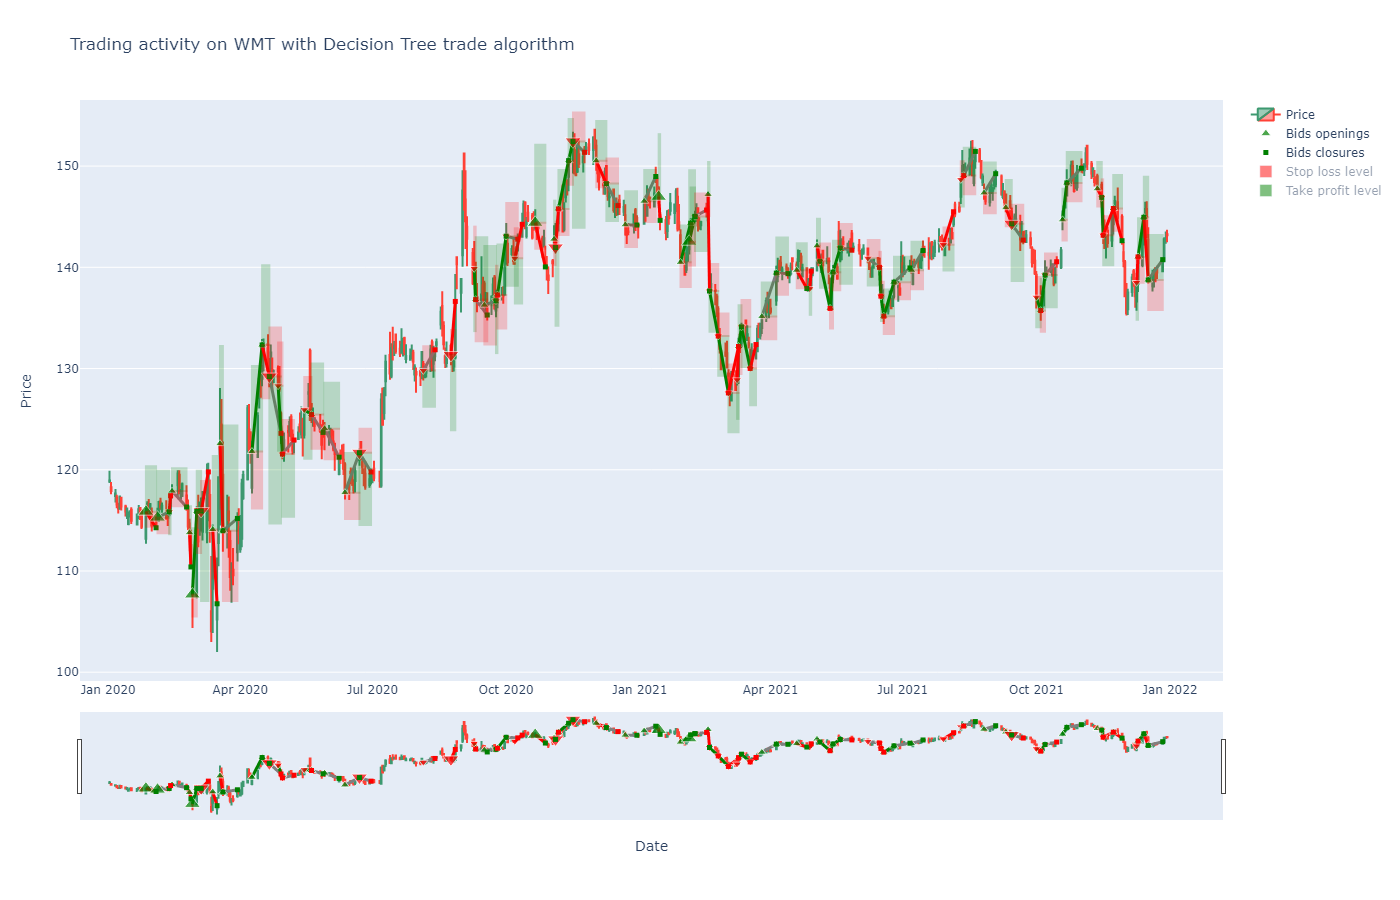 Trading activity on WMT with Decision Tree trade algorithm
Price
Bids openings
Bids closures
Stop loss level
Take profit level
150
140
130
120
110
100
Price
Jan 2020
Apr 2020
Jul 2020
Oct 2020
Jan 2021
Apr 2021
Jul 2021
Oct 2021
Jan 2022
Date